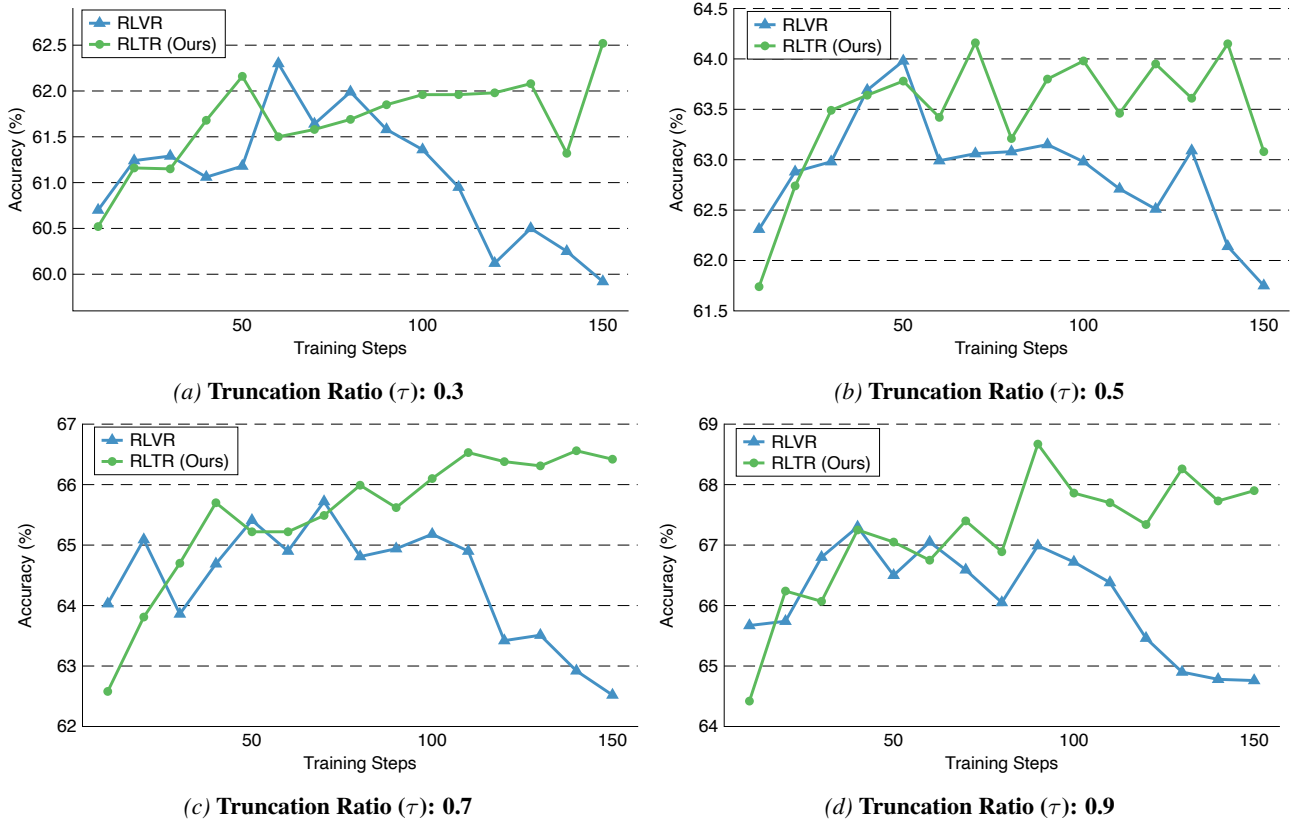 RLVR
RLTR (Ours)
62.5
62.0
61.5
61.0
60.5
60.0
Accuracy (%)
50
100
150
Training Steps
(a) Truncation Ratio (τ): 0.3
64.5
RLVR
RLTR (Ours)
64.0
63.5
63.0
62.5
62.0
61.5
Accuracy (%)
50
100
150
Training Steps
(b) Truncation Ratio (τ): 0.5
67
RLVR
RLTR (Ours)
66
65
64
63
62
Accuracy (%)
50
100
150
Training Steps
(c) Truncation Ratio (τ): 0.7
69
RLVR
RLTR (Ours)
68
67
66
65
64
Accuracy (%)
50
100
150
Training Steps
(d) Truncation Ratio (τ): 0.9